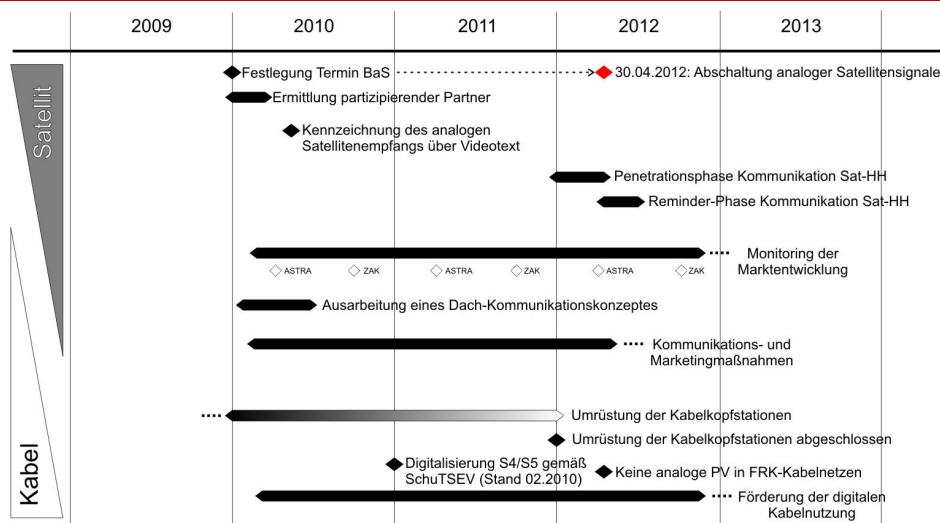 2009 2010 2011 2012 2013
Satellit
Festlegung Termin BaS
30.04.2012: Abschaltung analoger Satellitensignale
Ermittlung partizipierender Partner
Kennzeichnung des analogen
Satellitenempfangs über Videotext
Penetrationsphase Kommunikation Sat-HH
Reminder-Phase Kommunikation Sat-HH
Monitoring der
Marktentwicklung
ASTRA ZAK ASTRA ZAK ASTRA ZAK
Ausarbeitung eines Dach-Kommunikationskonzeptes
Kommunikations- und
Marketingmaßnahmen
Kabel
Umrüstung der Kabelkopfstationen
Umrüstung der Kabelkopfstationen abgeschlossen
Digitalisierung S4/S5 gemäß
SchuTSEV (Stand 02.2010)
Keine analoge PV in FRK-Kabelnetzen
Förderung der digitalen
Kabelnutzung